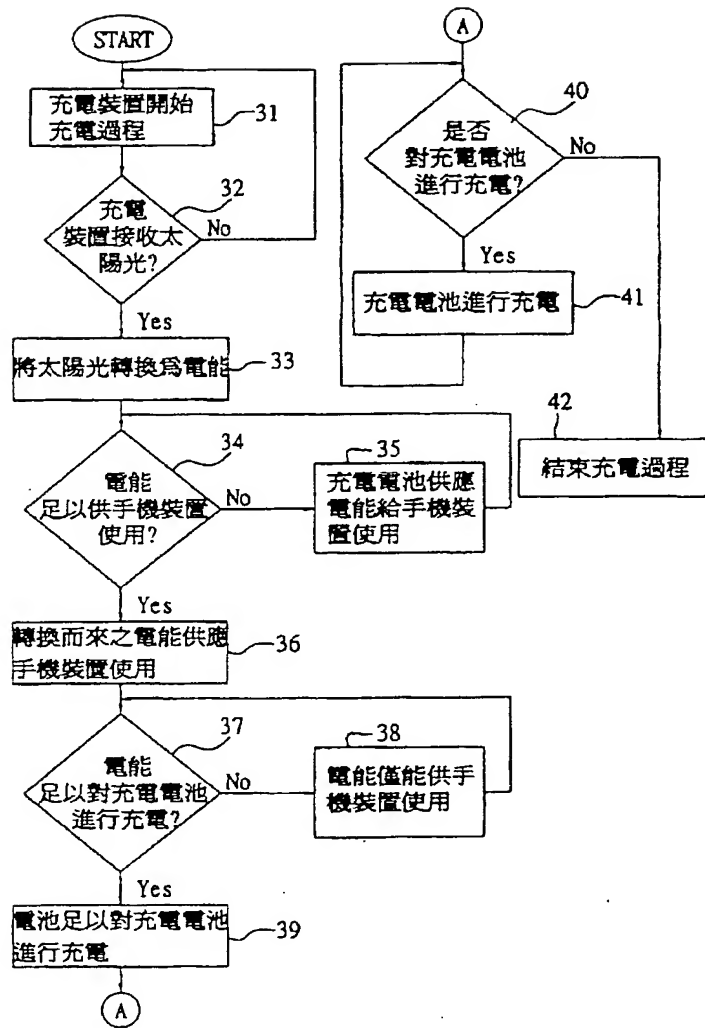 START
充電裝置開始
充電過程
31
32
充電
裝置接收太
陽光?
No
Yes
將太陽光轉換爲電能
33
34
電能
足以供手機裝置
使用?
No
35
充電電池供應
電能給手機裝
置使用
Yes
轉換而來之電能供應
手機裝置使用
36
37
電能
足以對充電電池
進行充電?
No
38
電能僅能供手
機裝置使用
Yes
電池足以對充電電池
進行充電
39
A
A
40
是否
對充電電池
進行充電?
No
Yes
充電電池進行充電
41
42
結束充電過程